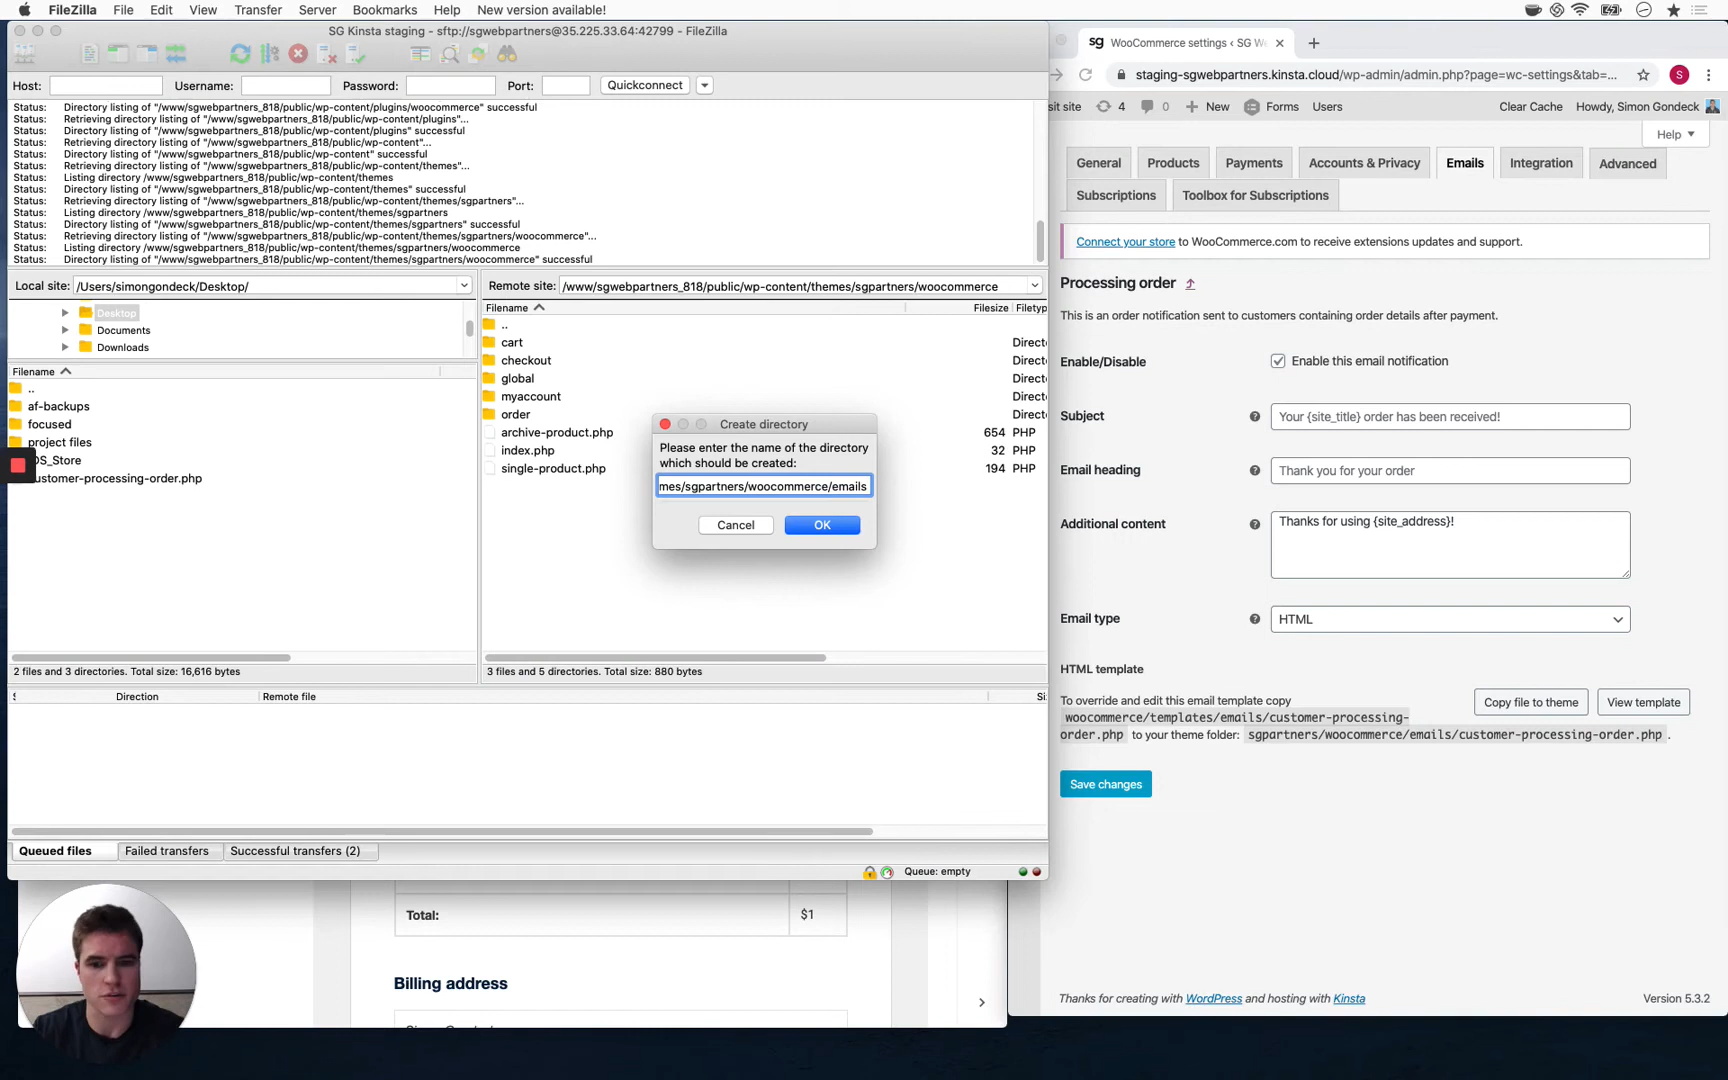 FileZilla File Edit View Transfer Server Bookmarks Help New version available!
SG Kinsta staging - sftp://sgwebpartners@35.225.33.64:42799 - FileZilla
Host: Username: Password: Port: Quickconnect
Status: Directory listing of "/www/sgwebpartners_818/public/wp-content/plugins/woocommerce" successful
Status: Retrieving directory listing of "/www/sgwebpartners_818/public/wp-content/plugins"...
Status: Directory listing of "/www/sgwebpartners_818/public/wp-content/plugins" successful
Status: Retrieving directory listing of "/www/sgwebpartners_818/public/wp-content"...
Status: Directory listing of "/www/sgwebpartners_818/public/wp-content" successful
Status: Retrieving directory listing of "/www/sgwebpartners_818/public/wp-content/themes"...
Status: Listing directory /www/sgwebpartners_818/public/wp-content/themes
Status: Directory listing of "/www/sgwebpartners_818/public/wp-content/themes" successful
Status: Retrieving directory listing of "/www/sgwebpartners_818/public/wp-content/themes/sgpartners"...
Status: Listing directory /www/sgwebpartners_818/public/wp-content/themes/sgpartners
Status: Directory listing of "/www/sgwebpartners_818/public/wp-content/themes/sgpartners" successful
Status: Retrieving directory listing of "/www/sgwebpartners_818/public/wp-content/themes/sgpartners/woocommerce"...
Status: Listing directory /www/sgwebpartners_818/public/wp-content/themes/sgpartners/woocommerce
Status: Directory listing of "/www/sgwebpartners_818/public/wp-content/themes/sgpartners/woocommerce" successful
Local site: /Users/simongondeck/Desktop/
Desktop
Documents
Downloads
Filename
..
af-backups
focused
project files
DS_Store
customer-processing-order.php
2 files and 3 directories. Total size: 16,616 bytes
Remote site: /www/sgwebpartners_818/public/wp-content/themes/sgpartners/woocommerce
Filename Filesize Filetyp
..
cart Directo
checkout Directo
global Directo
myaccount Directo
order Directo
archive-product.php 654 PHP
index.php 32 PHP
single-product.php 194 PHP
3 files and 5 directories. Total size: 880 bytes
Create directory
Please enter the name of the directory
which should be created:
mes/sgpartners/woocommerce/emails
Cancel OK
Direction Remote file Si
Queued files Failed transfers Successful transfers (2)
Queue: empty
Total: $1
Billing address
sg WooCommerce settings ‹ SG We
staging-sgwebpartners.kinsta.cloud/wp-admin/admin.php?page=wc-settings&tab=... S
sit site 4 0 New Forms Users Clear Cache Howdy, Simon Gondeck
Help
General Products Payments Accounts & Privacy Emails Integration Advanced
Subscriptions Toolbox for Subscriptions
Connect your store to WooCommerce.com to receive extensions updates and support.
Processing order
This is an order notification sent to customers containing order details after payment.
Enable/Disable Enable this email notification
Subject Your {site_title} order has been received!
Email heading Thank you for your order
Additional content Thanks for using {site_address}!
Email type HTML
HTML template
To override and edit this email template copy
woocommerce/templates/emails/customer-processing-
order.php to your theme folder: sgpartners/woocommerce/emails/customer-processing-order.php .
Copy file to theme View template
Save changes
Thanks for creating with WordPress and hosting with Kinsta Version 5.3.2